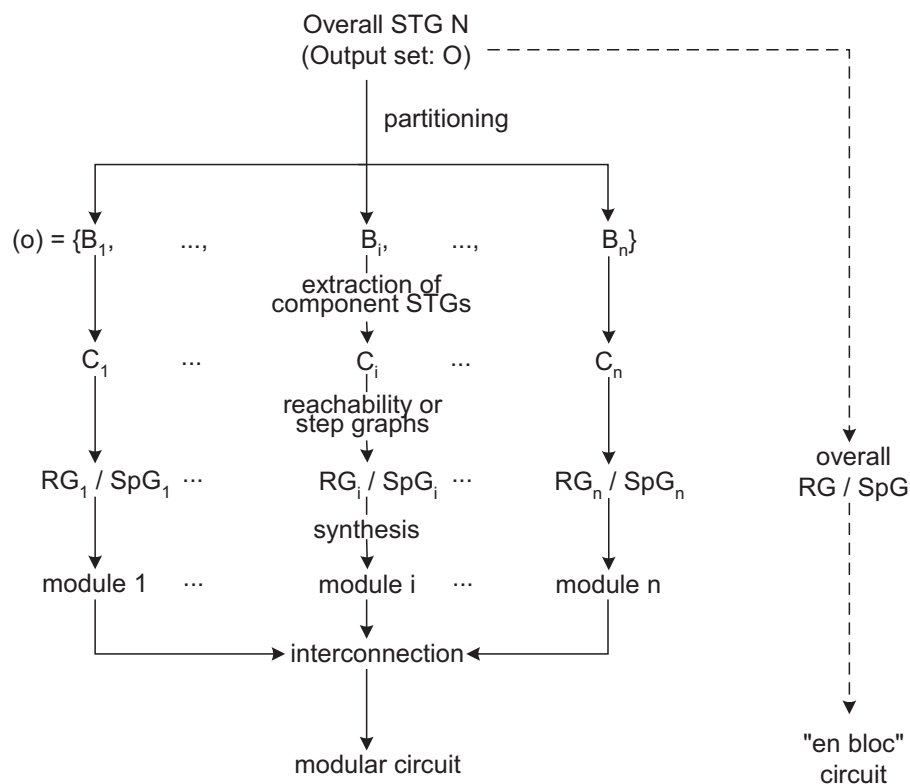 Overall STG N
(Output set: O)
partitioning
(o) = {B₁, ..., Bᵢ, ..., Bₙ}
extraction of
component STGs
C₁ ... Cᵢ ... Cₙ
reachability or
step graphs
RG₁ / SpG₁ ... RGᵢ / SpGᵢ ... RGₙ / SpGₙ
overall
RG / SpG
synthesis
module 1 ... module i ... module n
interconnection
modular circuit
"en bloc"
circuit